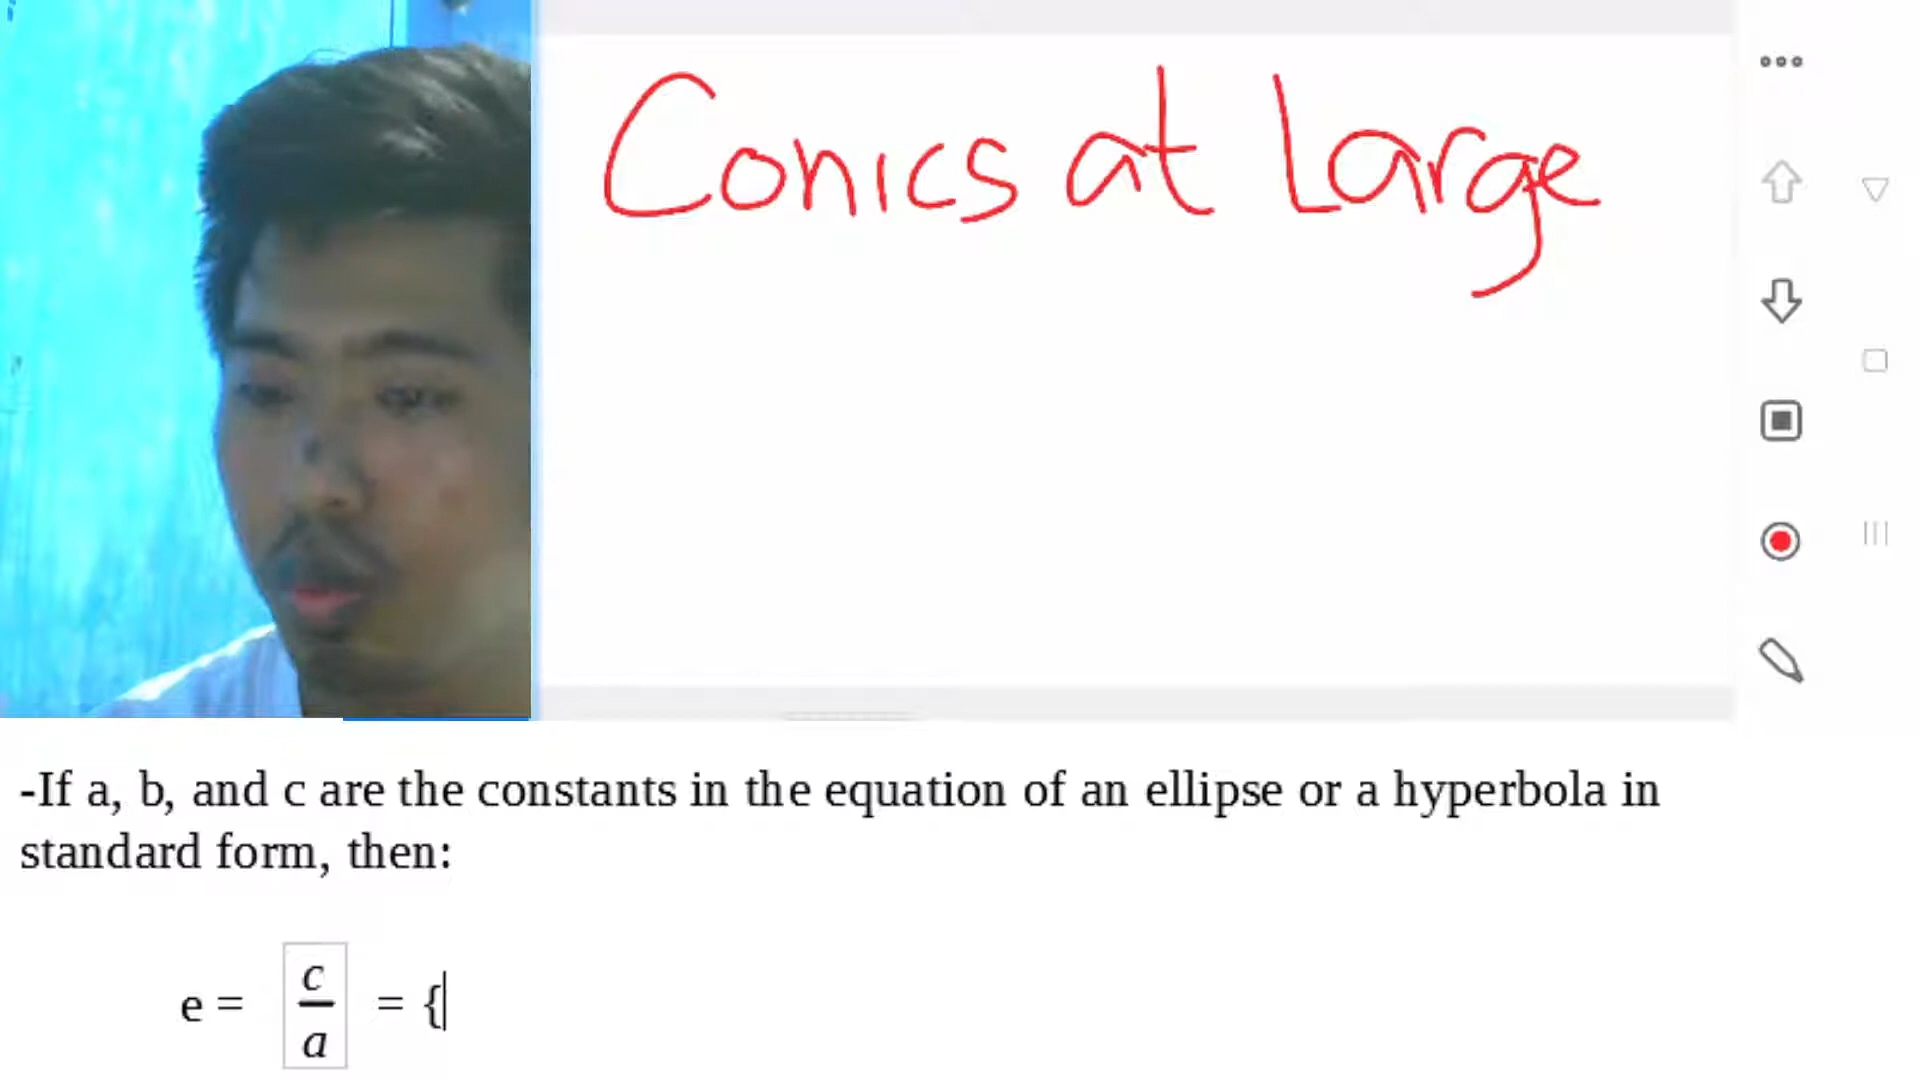 Conics at Large
-If a, b, and c are the constants in the equation of an ellipse or a hyperbola in
standard form, then:
e = c/a = {